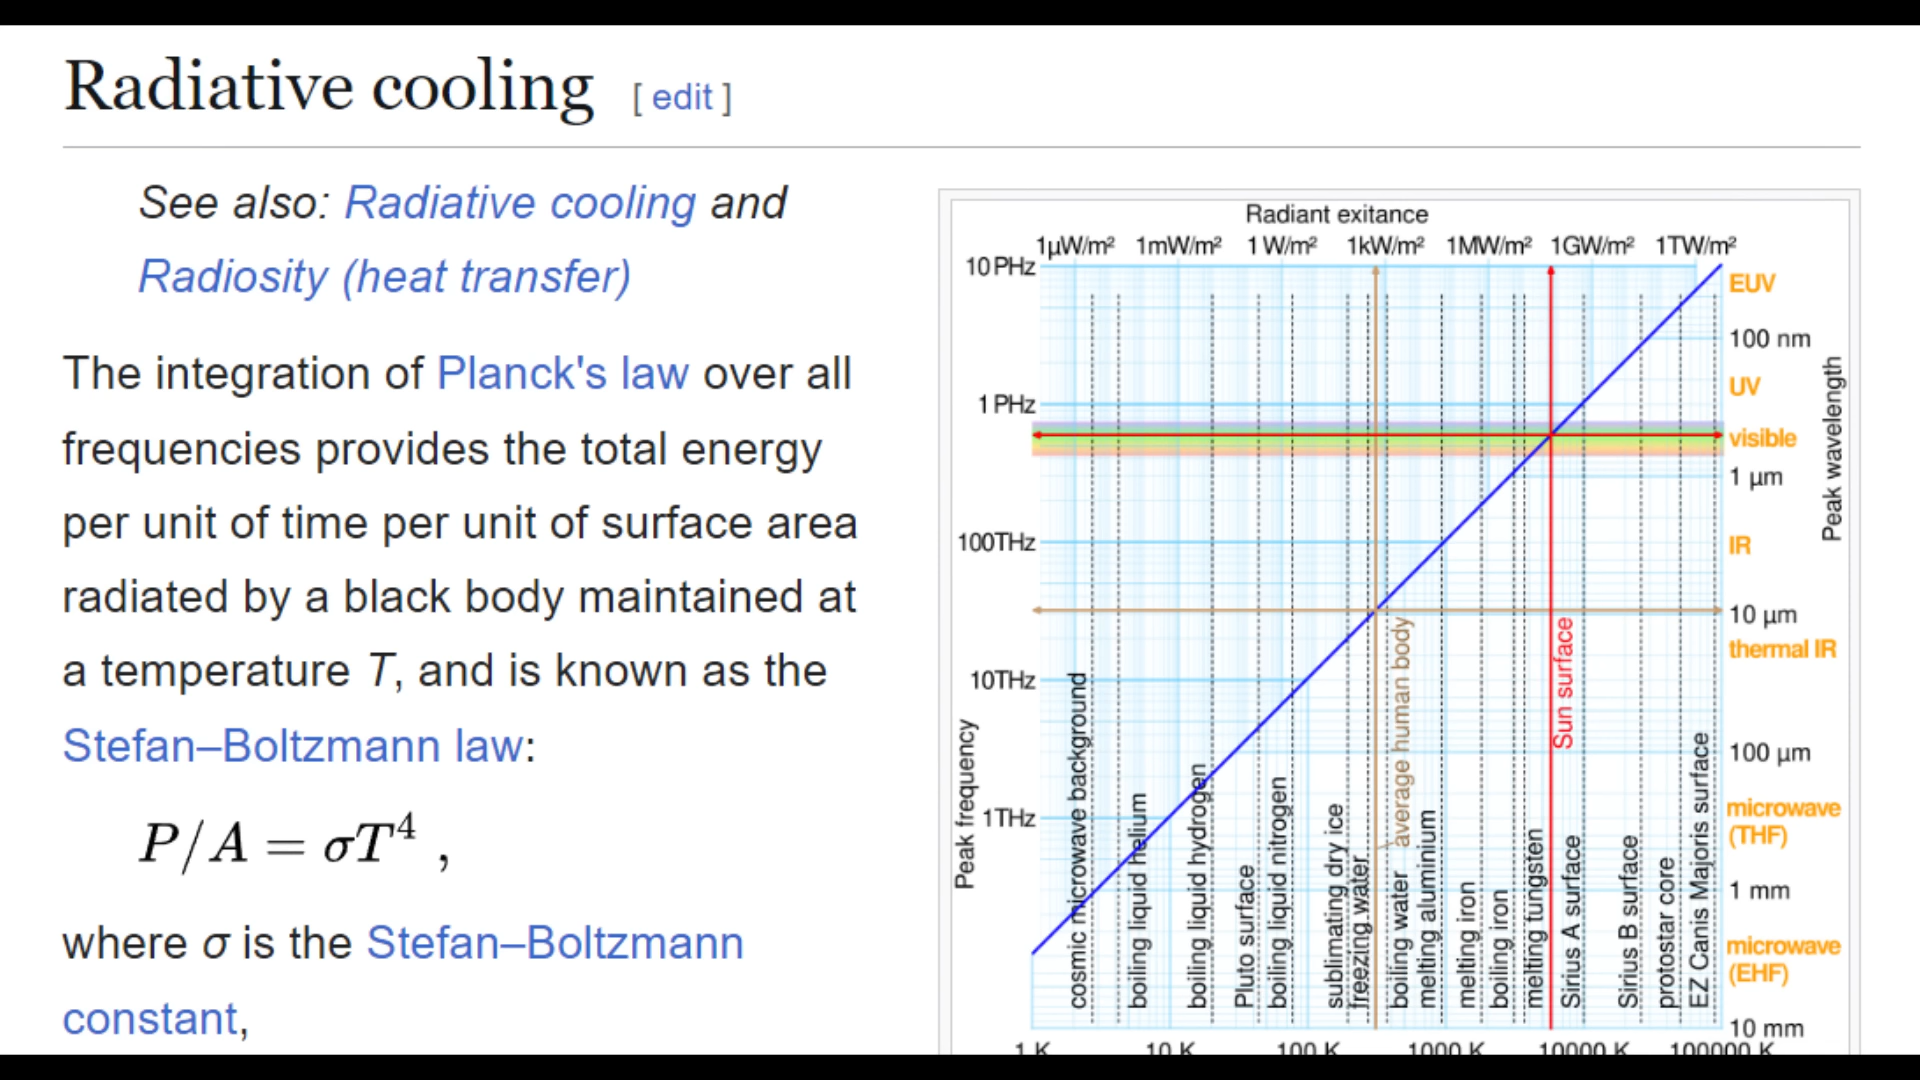 Radiative cooling [ edit ]
See also: Radiative cooling and
Radiosity (heat transfer)
The integration of Planck's law over all
frequencies provides the total energy
per unit of time per unit of surface area
radiated by a black body maintained at
a temperature T, and is known as the
Stefan–Boltzmann law:
P/A = σT⁴ ,
where σ is the Stefan–Boltzmann
constant,
Radiant exitance
1µW/m² 1mW/m² 1 W/m² 1kW/m² 1MW/m² 1GW/m² 1TW/m²
10 PHz
1 PHz
100THz
10THz
1THz
Peak frequency
EUV
100 nm
UV
visible
1 µm
IR
10 µm
thermal IR
100 µm
microwave
(THF)
1 mm
microwave
(EHF)
10 mm
Peak wavelength
cosmic microwave background
boiling liquid helium
boiling liquid hydrogen
Pluto surface
boiling liquid nitrogen
sublimating dry ice
freezing water
average human body
boiling water
melting aluminium
melting iron
boiling iron
melting tungsten
Sun surface
Sirius A surface
Sirius B surface
protostar core
EZ Canis Majoris surface
1 K 10 K 100 K 1000 K 10000 K 100000 K